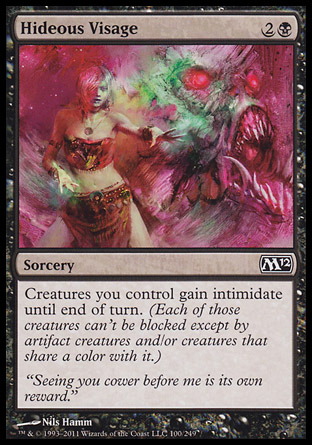 Hideous Visage 2
Sorcery M12
Creatures you control gain intimidate
until end of turn. (Each of those
creatures can't be blocked except by
artifact creatures and/or creatures that
share a color with it.)
"Seeing you cower before me is its own
reward."
Nils Hamm
™ & © 1993–2011 Wizards of the Coast LLC 100/249